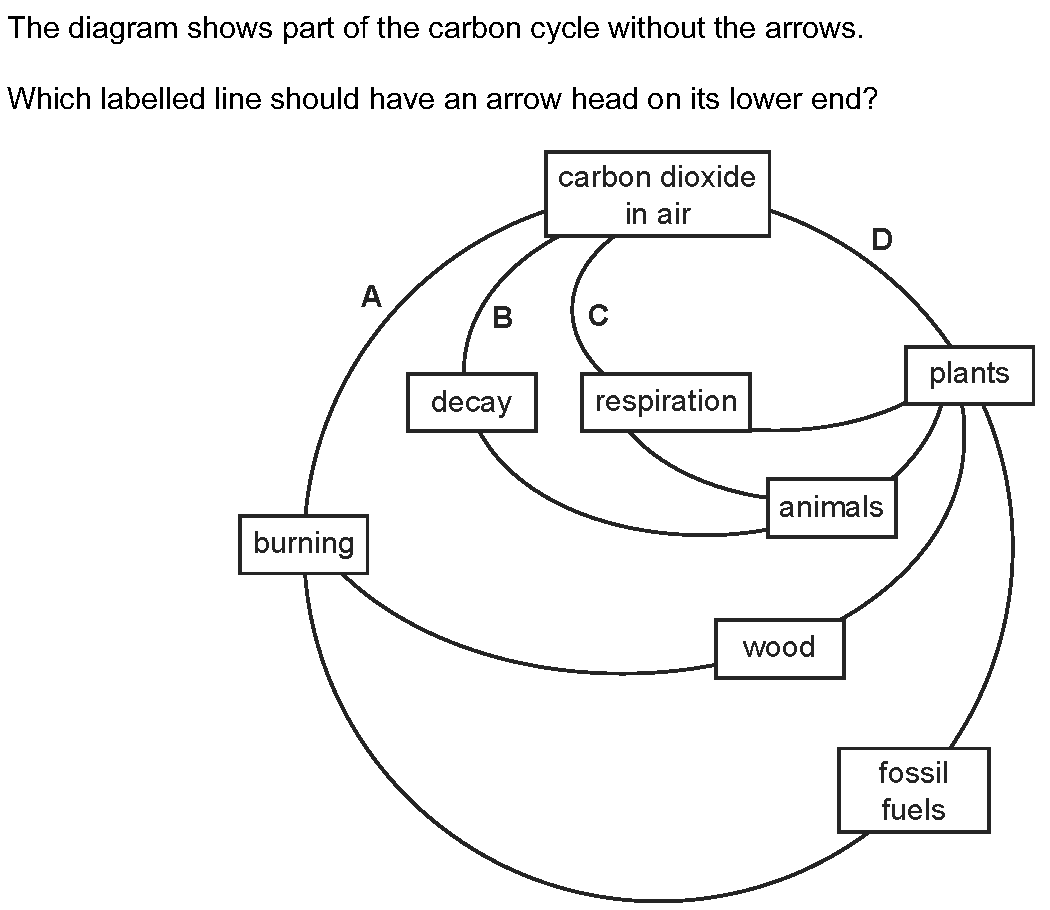 The diagram shows part of the carbon cycle without the arrows.
Which labelled line should have an arrow head on its lower end?
carbon dioxide
in air
D
A
B
C
plants
decay
respiration
animals
burning
wood
fossil
fuels